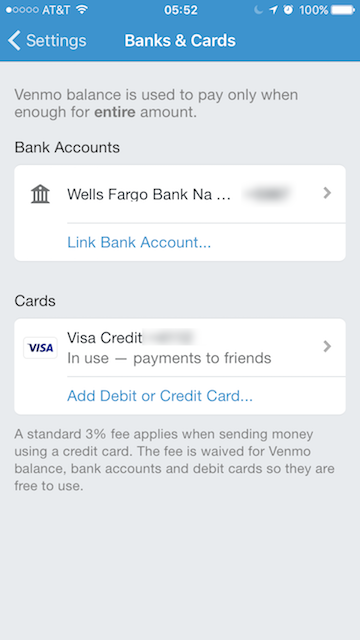 AT&T 05:52 100%
Settings Banks & Cards
Venmo balance is used to pay only when
enough for entire amount.
Bank Accounts
Wells Fargo Bank Na ...
Link Bank Account...
Cards
VISA Visa Credit
In use — payments to friends
Add Debit or Credit Card...
A standard 3% fee applies when sending money
using a credit card. The fee is waived for Venmo
balance, bank accounts and debit cards so they are
free to use.